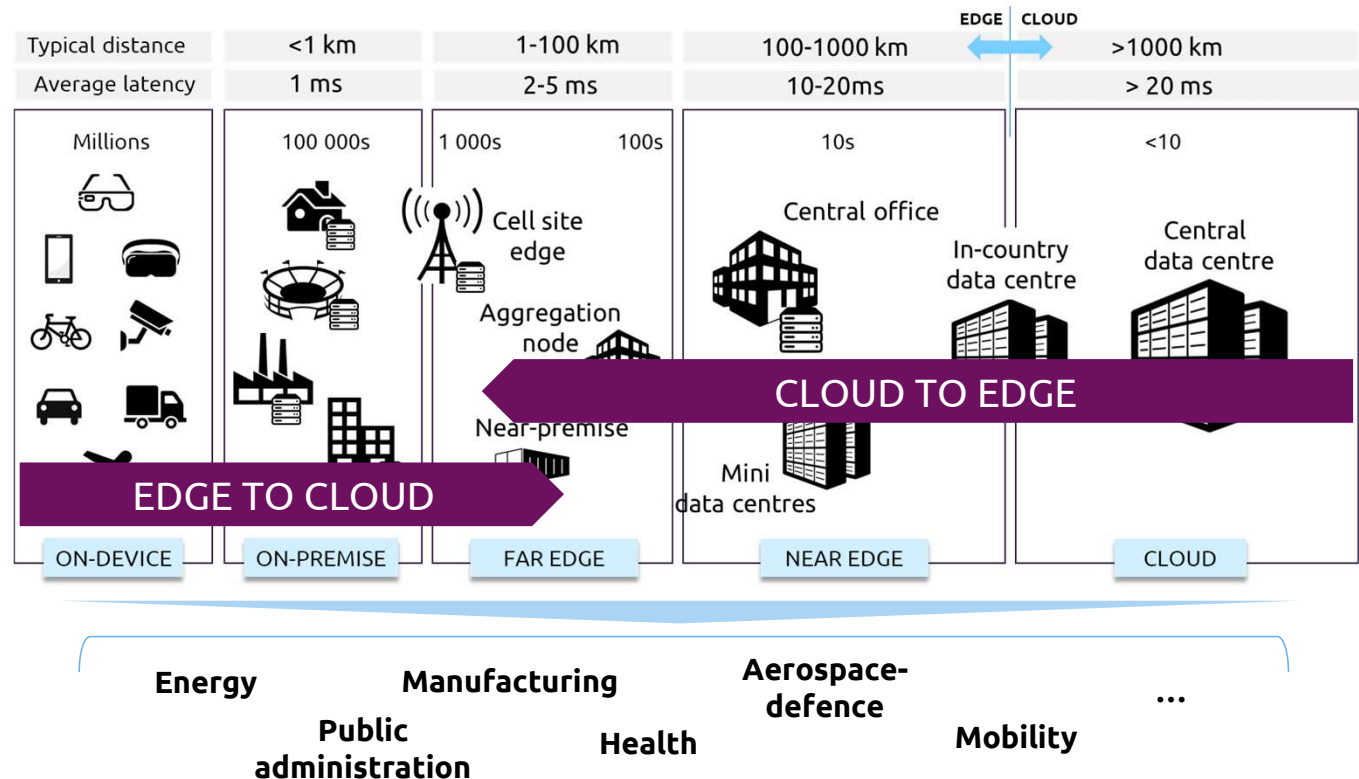 EDGE CLOUD
Typical distance <1 km 1-100 km 100-1000 km >1000 km
Average latency 1 ms 2-5 ms 10-20ms > 20 ms
Millions 100 000s 1 000s 100s 10s <10
Cell site
edge
Aggregation
node
Near-premise
Central office
In-country
data centre
Central
data centre
CLOUD TO EDGE
Mini
data centres
EDGE TO CLOUD
ON-DEVICE ON-PREMISE FAR EDGE NEAR EDGE CLOUD
Energy
Manufacturing
Aerospace-
defence
...
Public
administration
Health
Mobility